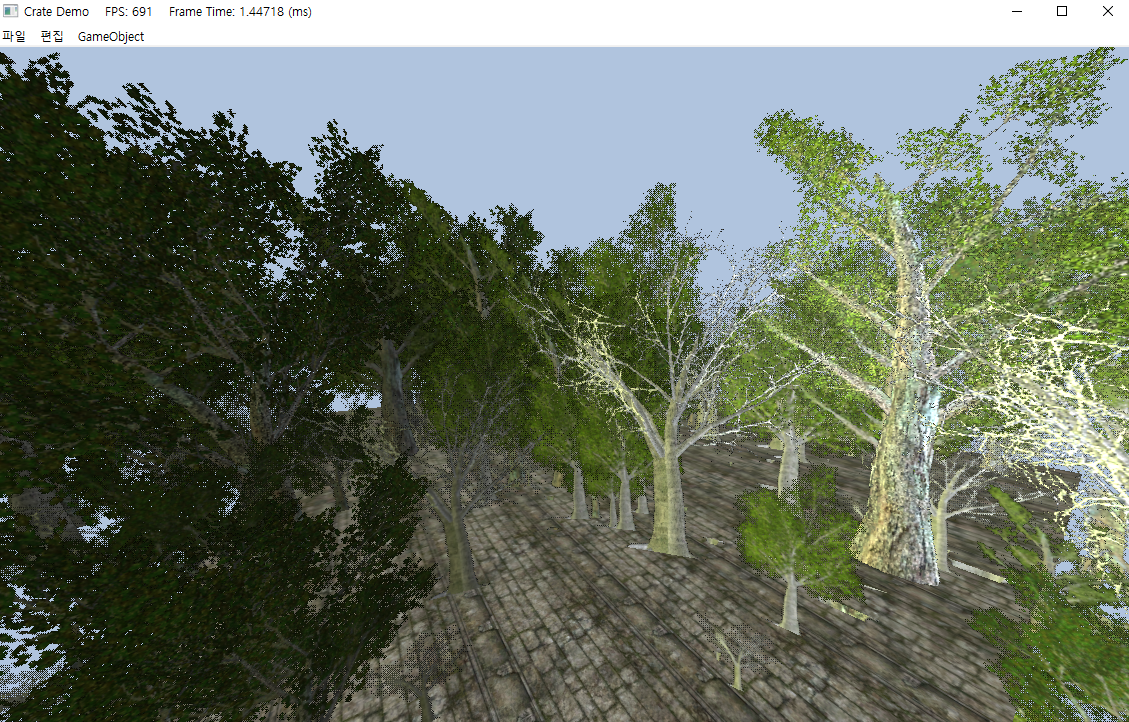 Crate Demo FPS: 691 Frame Time: 1.44718 (ms)
파일 편집 GameObject